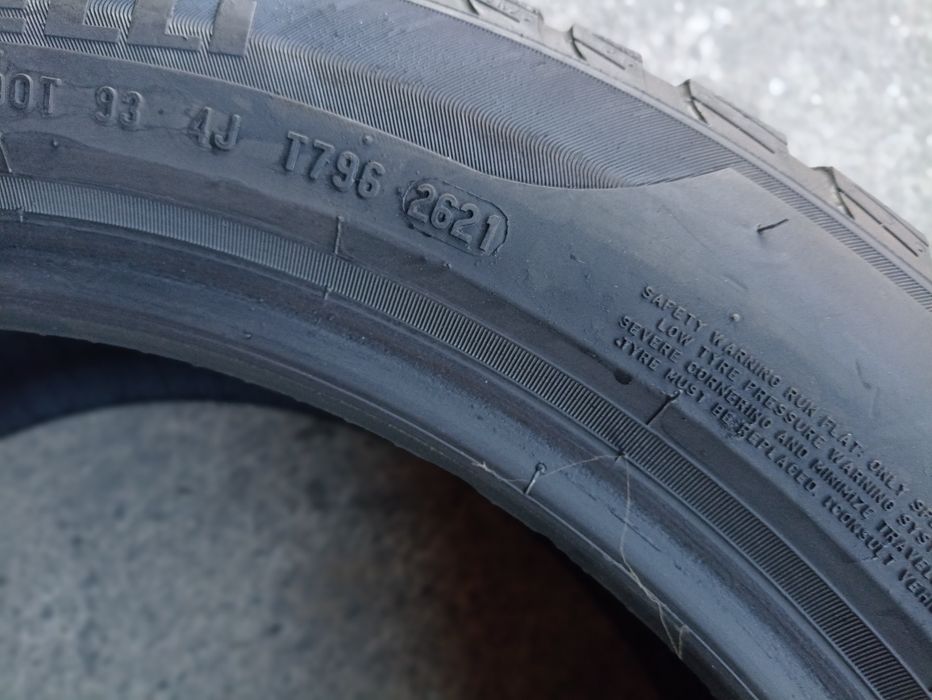 DOT 93 4J T796 2621
SAFETY WARNING RUN FLAT: ONLY
LOW TYRE PRESSURE WARNING
SEVERE CORNERING AND MINIMIZE
TYRE MUST BE REPLACED. (CONSULT